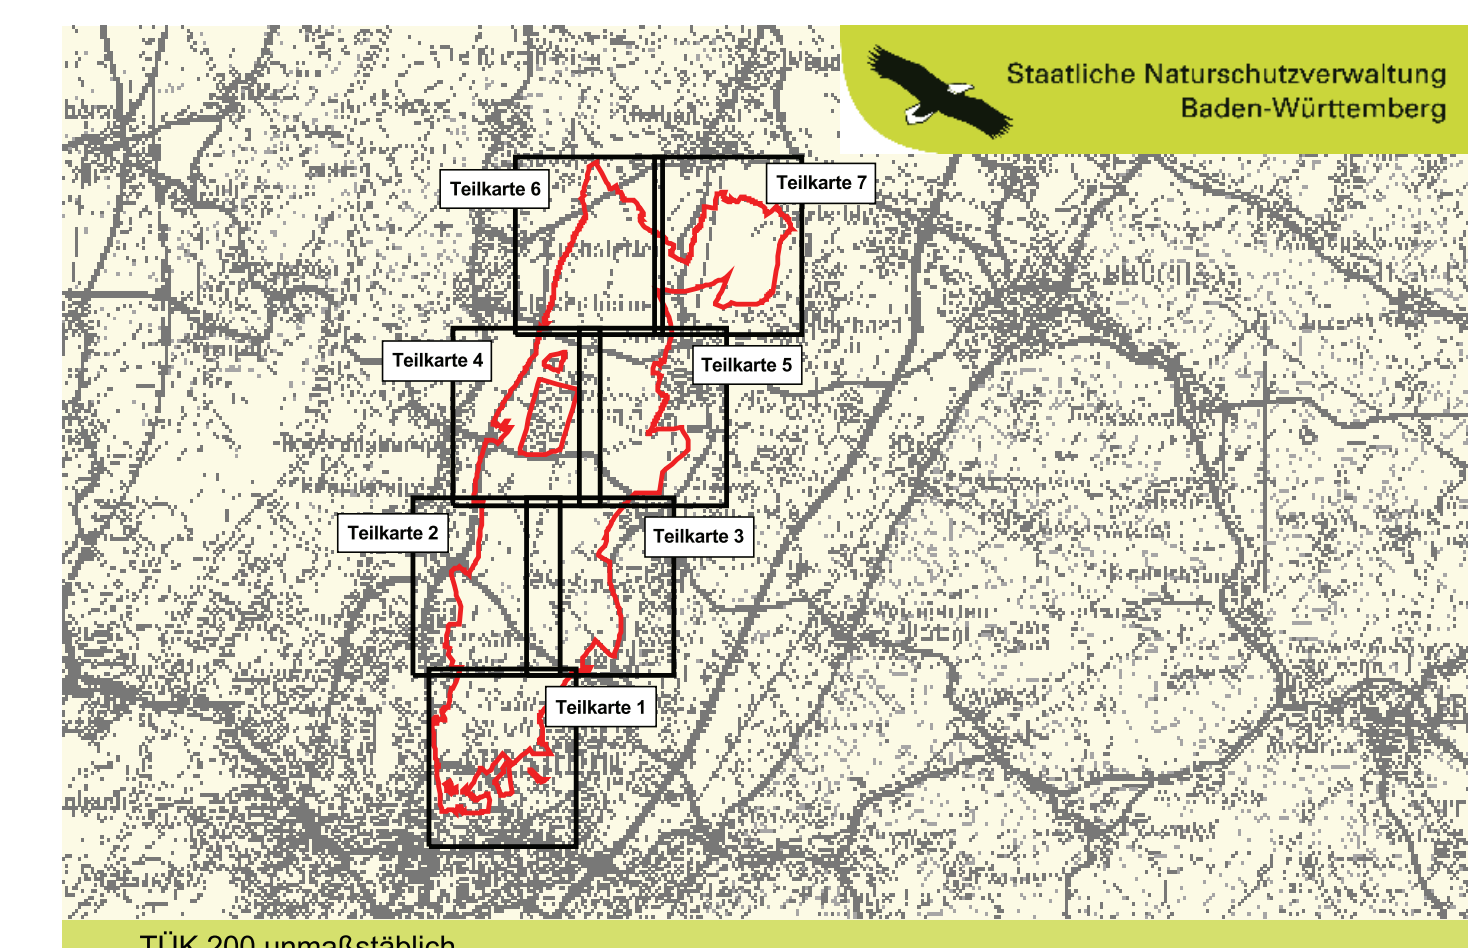 Staatliche Naturschutzverwaltung
Baden-Württemberg
Teilkarte 6
Teilkarte 7
Teilkarte 4
Teilkarte 5
Teilkarte 2
Teilkarte 3
Teilkarte 1
TÜK 200 unmaßstäblich